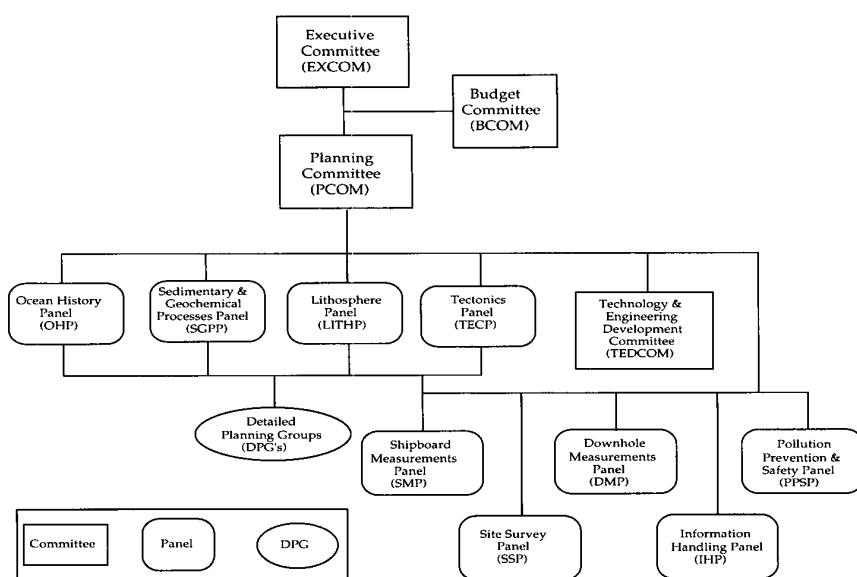 Executive
Committee
(EXCOM)
Budget
Committee
(BCOM)
Planning
Committee
(PCOM)
Ocean History
Panel
(OHP)
Sedimentary &
Geochemical
Processes Panel
(SGPP)
Lithosphere
Panel
(LITHP)
Tectonics
Panel
(TECP)
Technology &
Engineering
Development
Committee
(TEDCOM)
Detailed
Planning Groups
(DPG's)
Shipboard
Measurements
Panel
(SMP)
Downhole
Measurements
Panel
(DMP)
Pollution
Prevention &
Safety Panel
(PPSP)
Site Survey
Panel
(SSP)
Information
Handling Panel
(IHP)
Committee
Panel
DPG